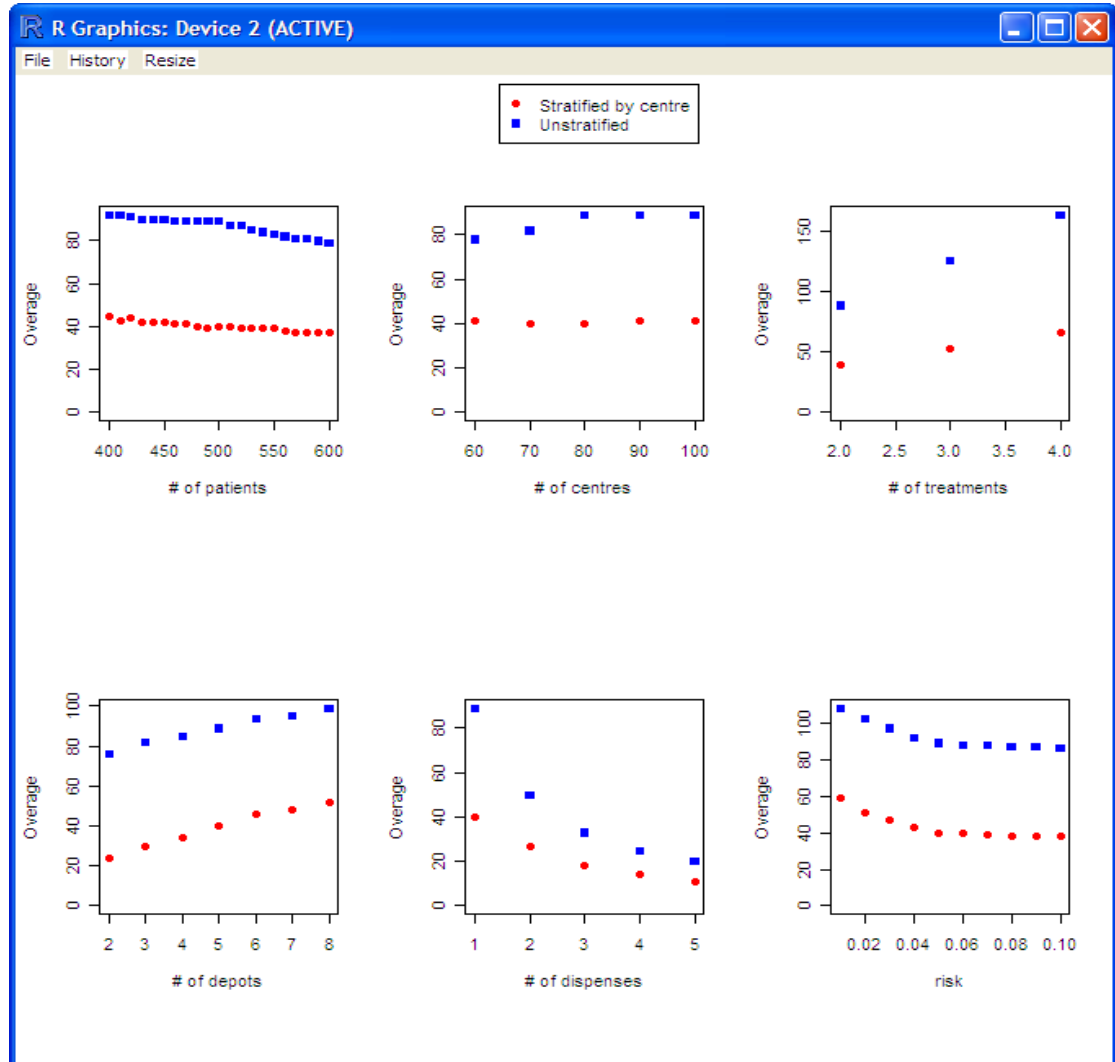 R Graphics: Device 2 (ACTIVE)
File History Resize
Stratified by centre
Unstratified
Overage
0 20 40 60 80
400 450 500 550 600
# of patients
Overage
0 20 40 60 80
60 70 80 90 100
# of centres
Overage
0 50 100 150
2.0 2.5 3.0 3.5 4.0
# of treatments
Overage
0 20 40 60 80 100
2 3 4 5 6 7 8
# of depots
Overage
0 20 40 60 80
1 2 3 4 5
# of dispenses
Overage
0 20 40 60 80 100
0.02 0.04 0.06 0.08 0.10
risk